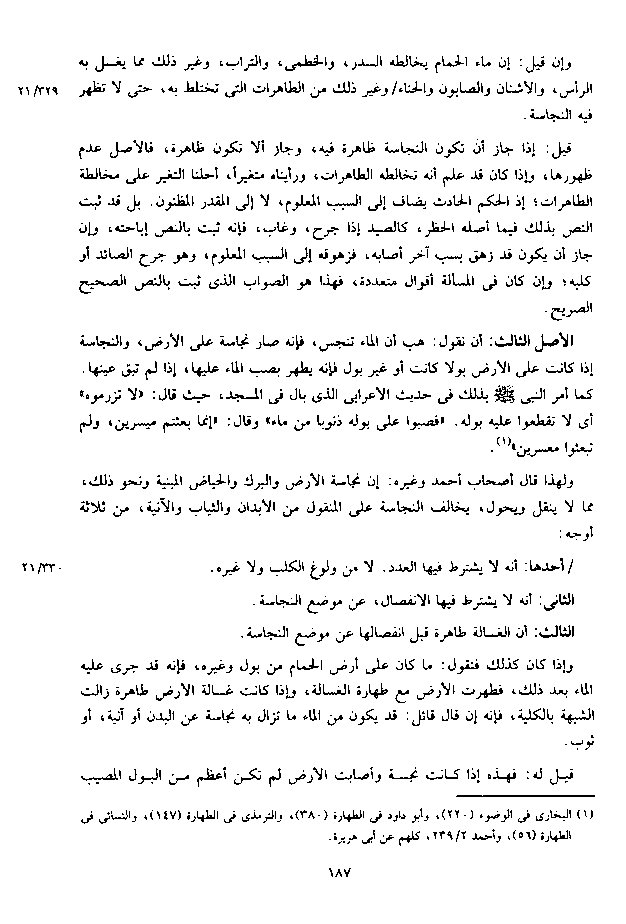 وإن قيل: إن ماء الحمام يخالطه السدر، والخطمى، والتراب، وغير ذلك مما يغسل به
الرأس، والأشنان والصابون والحناء/ وغير ذلك من الطاهرات التى تختلط به، حتى لا تظهر
٢١/٣٢٩
فيه النجاسة.
قيل: إذا جاز أن تكون النجاسة ظاهرة فيه، وجاز ألا تكون ظاهرة، فالأصل عدم
ظهورها، وإذا كان قد علم أنه تخالطه الطاهرات، ورأيناه متغيراً، أحلنا التغير على مخالطة
الطاهرات؛ إذ الحكم الحادث يضاف إلى السبب المعلوم، لا إلى المقدر المظنون. بل قد ثبت
النص بذلك فيما أصله الحظر، كالصيد إذا جرح، وغاب، فإنه ثبت بالنص إباحته، وإن
جاز أن يكون قد زهق بسبب آخر أصابه، فزهوقه إلى السبب المعلوم، وهو جرح الصائد أو
كلبه؛ وإن كان فى المسألة أقوال متعددة، فهذا هو الصواب الذى ثبت بالنص الصحيح
الصريح.
الأصل الثالث: أن نقول: هب أن الماء تنجس، فإنه صار نجاسة على الأرض، والنجاسة
إذا كانت على الأرض بولا كانت أو غير بول فإنه يطهر بصب الماء عليها، إذا لم تبق عينها.
كما أمر النبى ﷺ بذلك فى حديث الأعرابى الذى بال فى المسجد، حيث قال: «لا تزرموه»
أى لا تقطعوا عليه بوله. «فصبوا على بوله ذنوبا من ماء» وقال: «إنما بعثتم ميسرين، ولم
تبعثوا معسرين»(١).
ولهذا قال أصحاب أحمد وغيره: إن نجاسة الأرض والبرك والحياض المبنية ونحو ذلك،
مما لا ينقل ويحول، يخالف النجاسة على المنقول من الأبدان والثياب والآنية، من ثلاثة
أوجه:
/ أحدها: أنه لا يشترط فيها العدد. لا من ولوغ الكلب ولا غيره.
٢١/٣٣٠
الثانى: أنه لا يشترط فيها الانفصال، عن موضع النجاسة.
الثالث: أن الغسالة طاهرة قبل انفصالها عن موضع النجاسة.
وإذا كان كذلك فنقول: ما كان على أرض الحمام من بول وغيره، فإنه قد جرى عليه
الماء بعد ذلك، فطهرت الأرض مع طهارة الغسالة، وإذا كانت غسالة الأرض طاهرة زالت
الشبهة بالكلية، فإنه إن قال قائل: قد يكون من الماء ما تزال به نجاسة عن البدن أو آنية، أو
ثوب.
قيل له: فهذه إذا كانت نجسة وأصابت الأرض لم تكن أعظم من البول المصيب
(١) البخارى فى الوضوء (٢٢٠)، وأبو داود فى الطهارة (٣٨٠)، والترمذى فى الطهارة (١٤٧)، والنسائى فى
الطهارة (٥٦)، وأحمد ٢/ ٢٣٩، كلهم عن أبى هريرة.
١٨٧